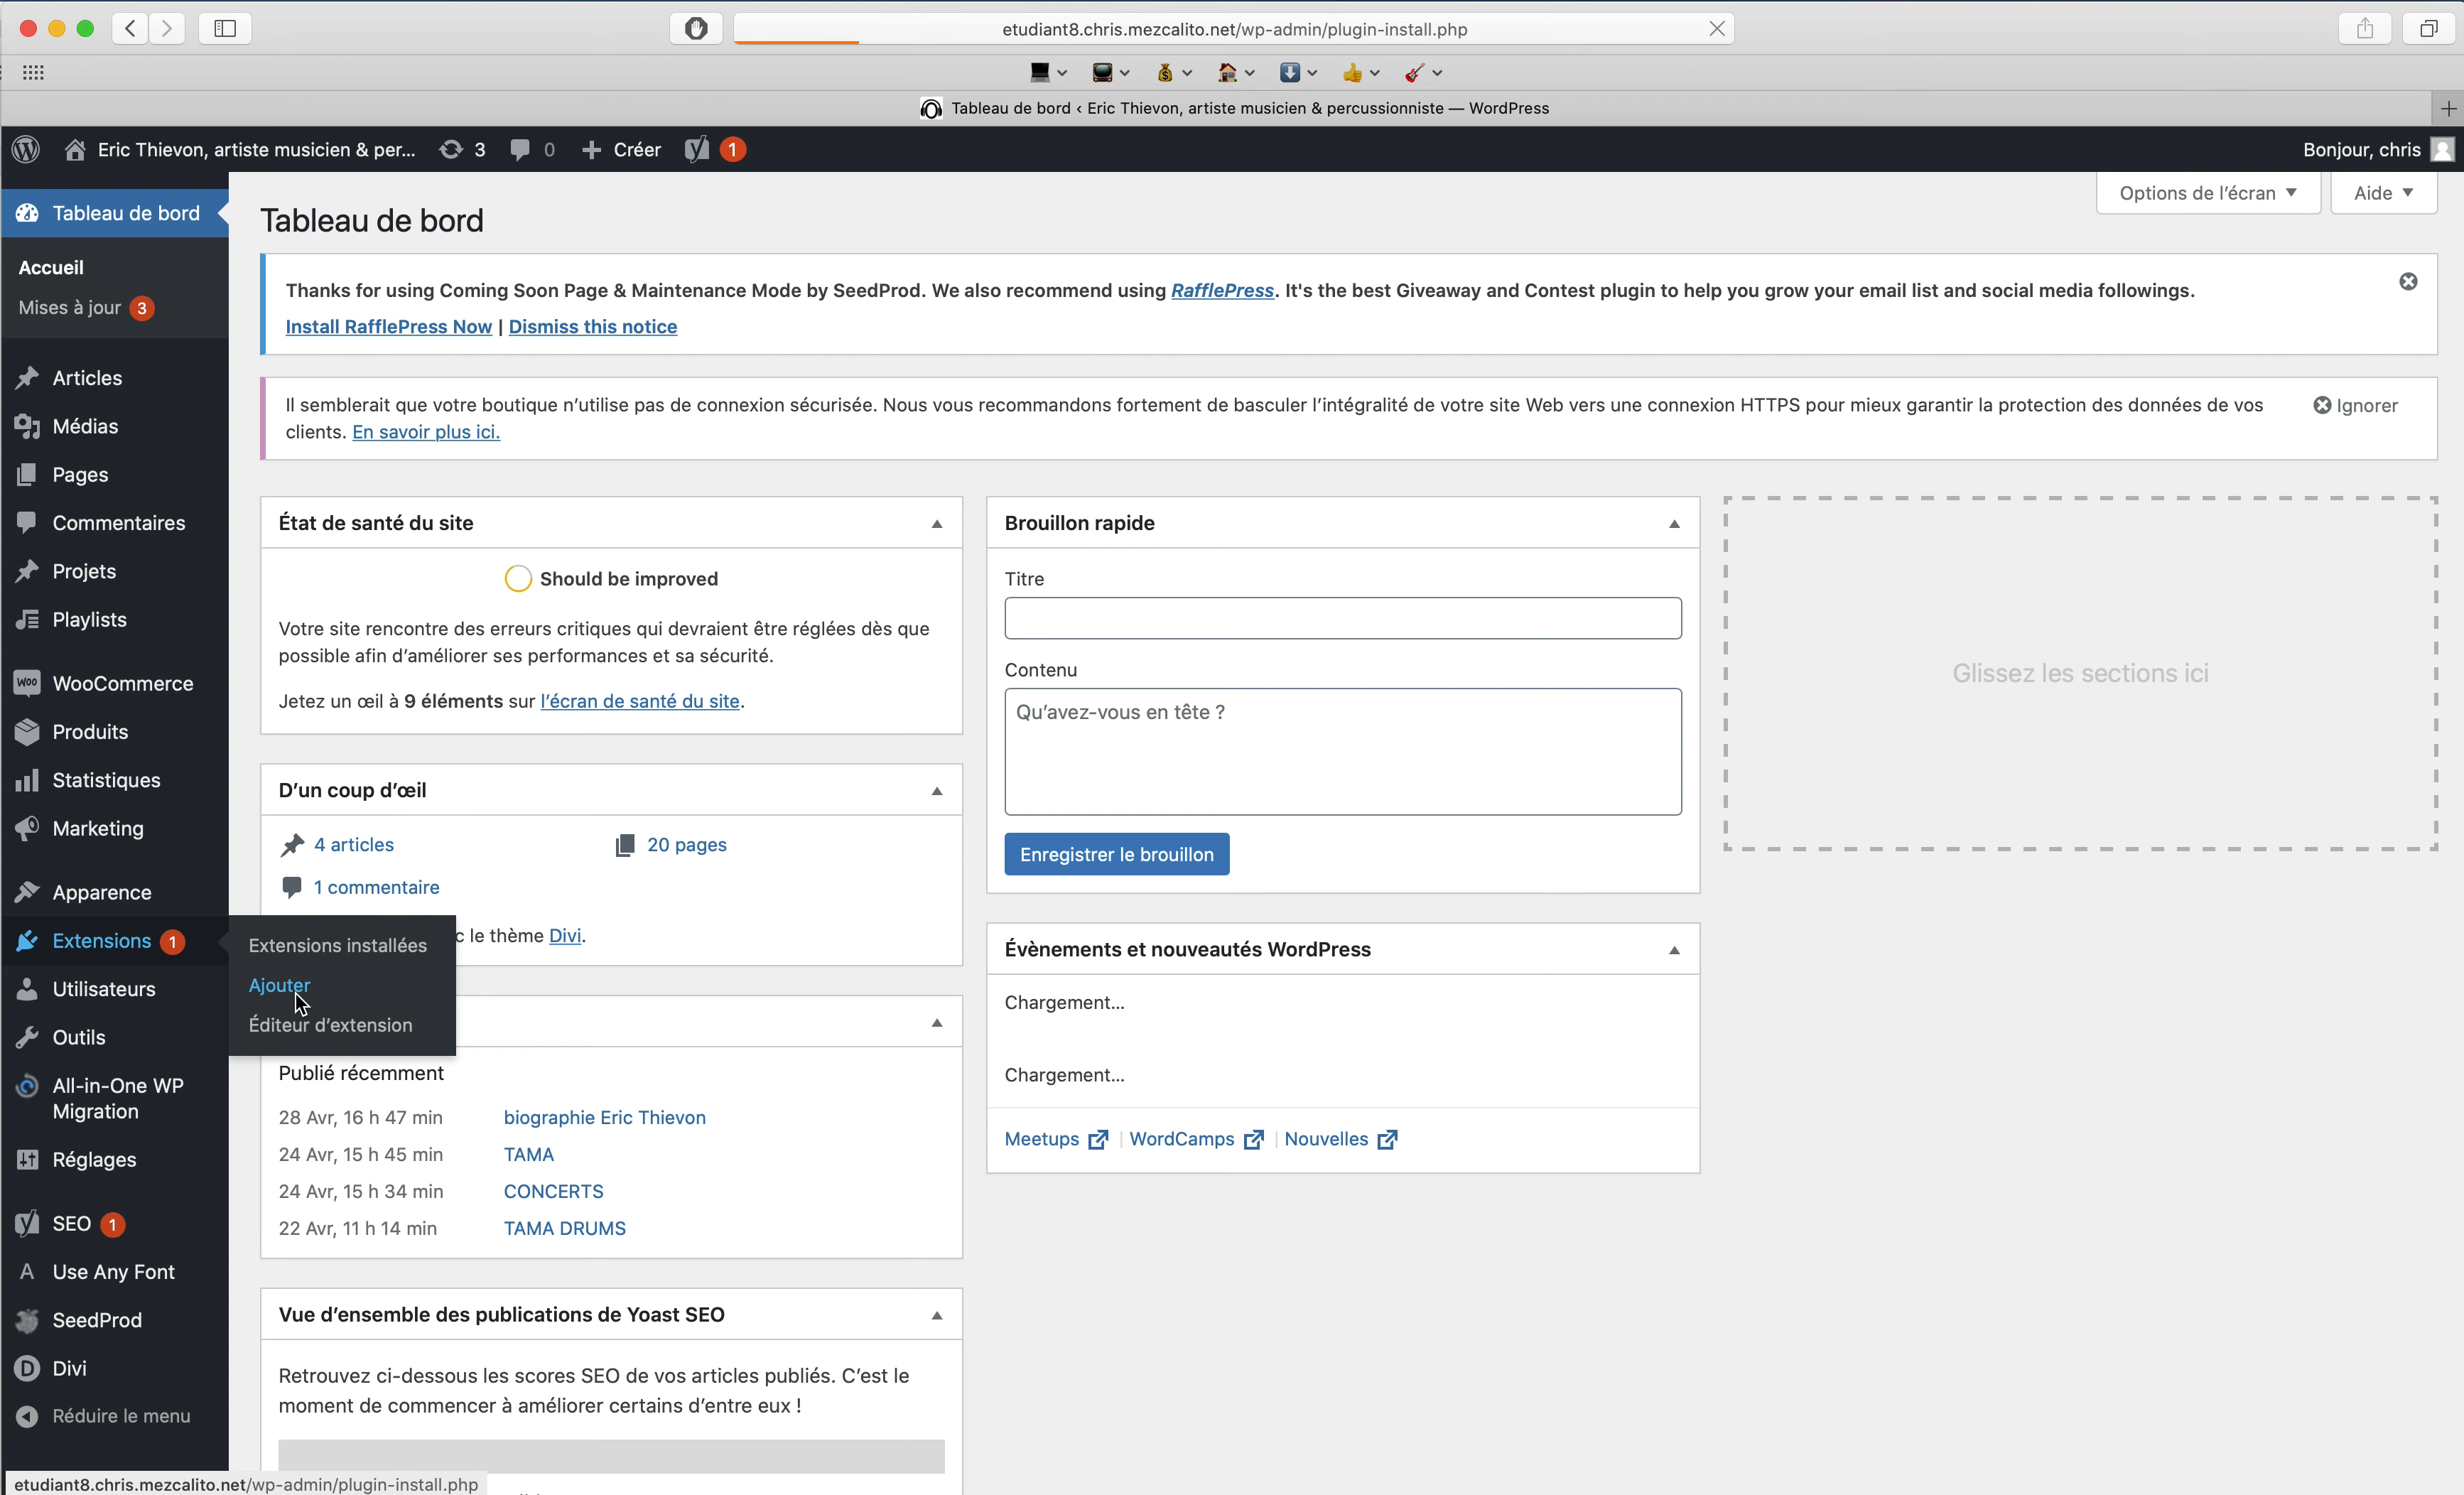 etudiant8.chris.mezcalito.net/wp-admin/plugin-install.php
Tableau de bord ‹ Eric Thievon, artiste musicien & percussionniste — WordPress
Eric Thievon, artiste musicien & per...
3
0
Créer
1
Bonjour, chris
Tableau de bord
Accueil
Mises à jour 3
Articles
Médias
Pages
Commentaires
Projets
Playlists
WooCommerce
Produits
Statistiques
Marketing
Apparence
Extensions 1
Utilisateurs
Outils
All-in-One WP
Migration
Réglages
SEO 1
A Use Any Font
SeedProd
D Divi
Réduire le menu
Extensions installées
Ajouter
Éditeur d’extension
Options de l’écran
Aide
Tableau de bord
Thanks for using Coming Soon Page & Maintenance Mode by SeedProd. We also recommend using RafflePress. It's the best Giveaway and Contest plugin to help you grow your email list and social media followings.
Install RafflePress Now | Dismiss this notice
Il semblerait que votre boutique n’utilise pas de connexion sécurisée. Nous vous recommandons fortement de basculer l’intégralité de votre site Web vers une connexion HTTPS pour mieux garantir la protection des données de vos
clients. En savoir plus ici.
Ignorer
État de santé du site
Should be improved
Votre site rencontre des erreurs critiques qui devraient être réglées dès que
possible afin d’améliorer ses performances et sa sécurité.
Jetez un œil à 9 éléments sur l’écran de santé du site.
D’un coup d’œil
4 articles
20 pages
1 commentaire
c le thème Divi.
Publié récemment
28 Avr, 16 h 47 min biographie Eric Thievon
24 Avr, 15 h 45 min TAMA
24 Avr, 15 h 34 min CONCERTS
22 Avr, 11 h 14 min TAMA DRUMS
Vue d’ensemble des publications de Yoast SEO
Retrouvez ci-dessous les scores SEO de vos articles publiés. C’est le
moment de commencer à améliorer certains d’entre eux !
Brouillon rapide
Titre
Contenu
Qu’avez-vous en tête ?
Enregistrer le brouillon
Évènements et nouveautés WordPress
Chargement…
Chargement…
Meetups | WordCamps | Nouvelles
Glissez les sections ici
etudiant8.chris.mezcalito.net/wp-admin/plugin-install.php